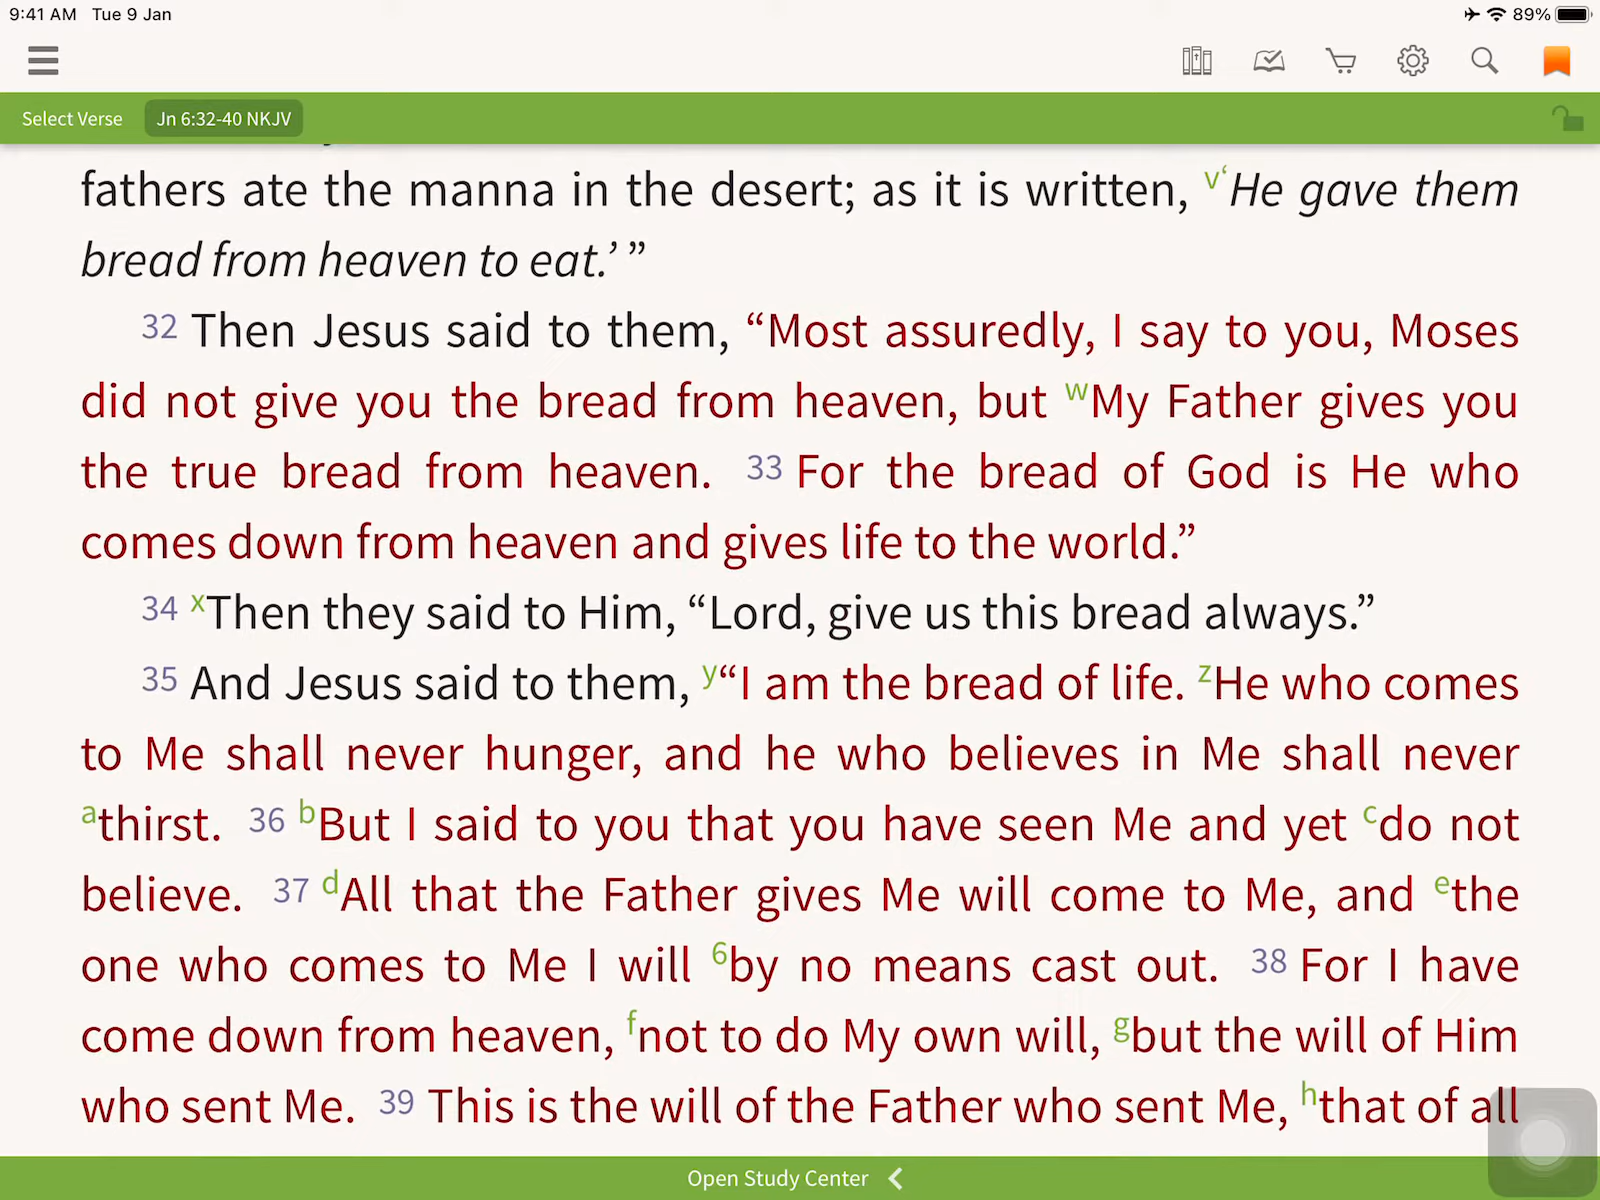 9:41 AM Tue 9 Jan 89%
Select Verse Jn 6:32-40 NKJV
fathers ate the manna in the desert; as it is written, v‘He gave them
bread from heaven to eat.’ ”
32 Then Jesus said to them, “Most assuredly, I say to you, Moses
did not give you the bread from heaven, but wMy Father gives you
the true bread from heaven. 33 For the bread of God is He who
comes down from heaven and gives life to the world.”
34 xThen they said to Him, “Lord, give us this bread always.”
35 And Jesus said to them, y“I am the bread of life. zHe who comes
to Me shall never hunger, and he who believes in Me shall never
athirst. 36 bBut I said to you that you have seen Me and yet cdo not
believe. 37 dAll that the Father gives Me will come to Me, and ethe
one who comes to Me I will 6by no means cast out. 38 For I have
come down from heaven, fnot to do My own will, gbut the will of Him
who sent Me. 39 This is the will of the Father who sent Me, hthat of all
Open Study Center